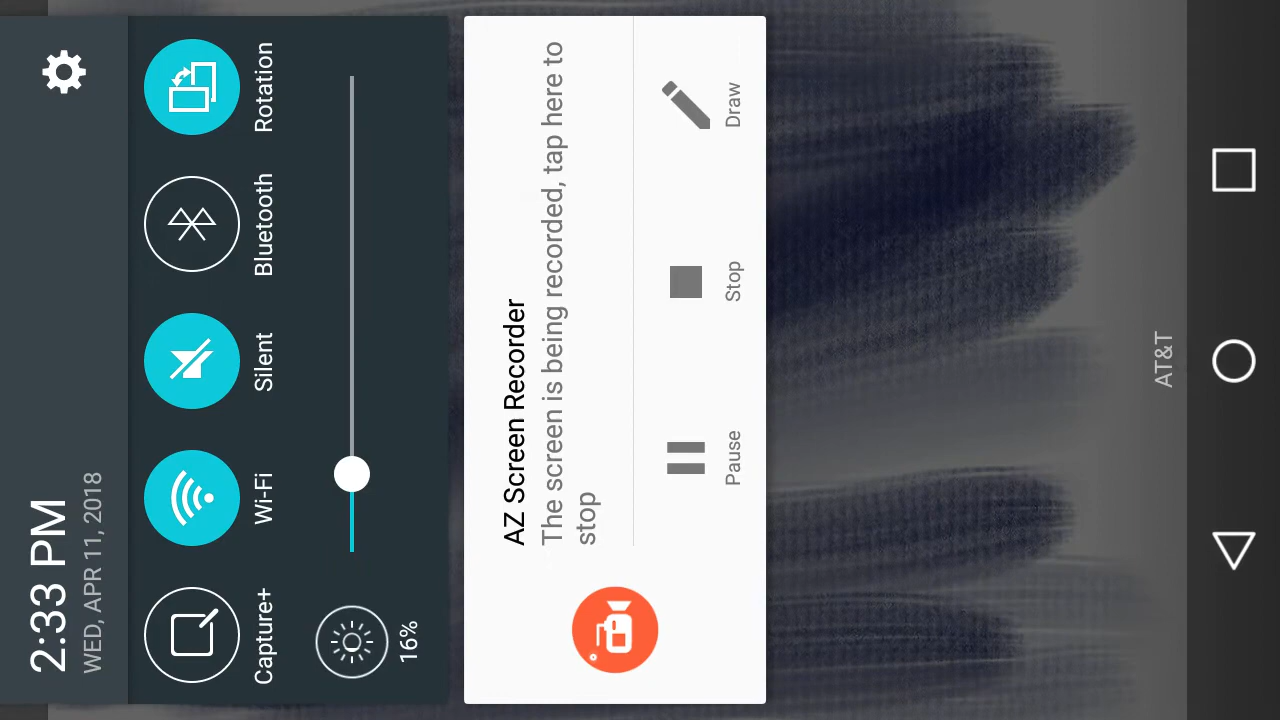 2:33 PM
WED, APR 11, 2018
Capture+
Wi-Fi
Silent
Bluetooth
Rotation
16%
AZ Screen Recorder
The screen is being recorded, tap here to
stop
Pause
Stop
Draw
AT&T